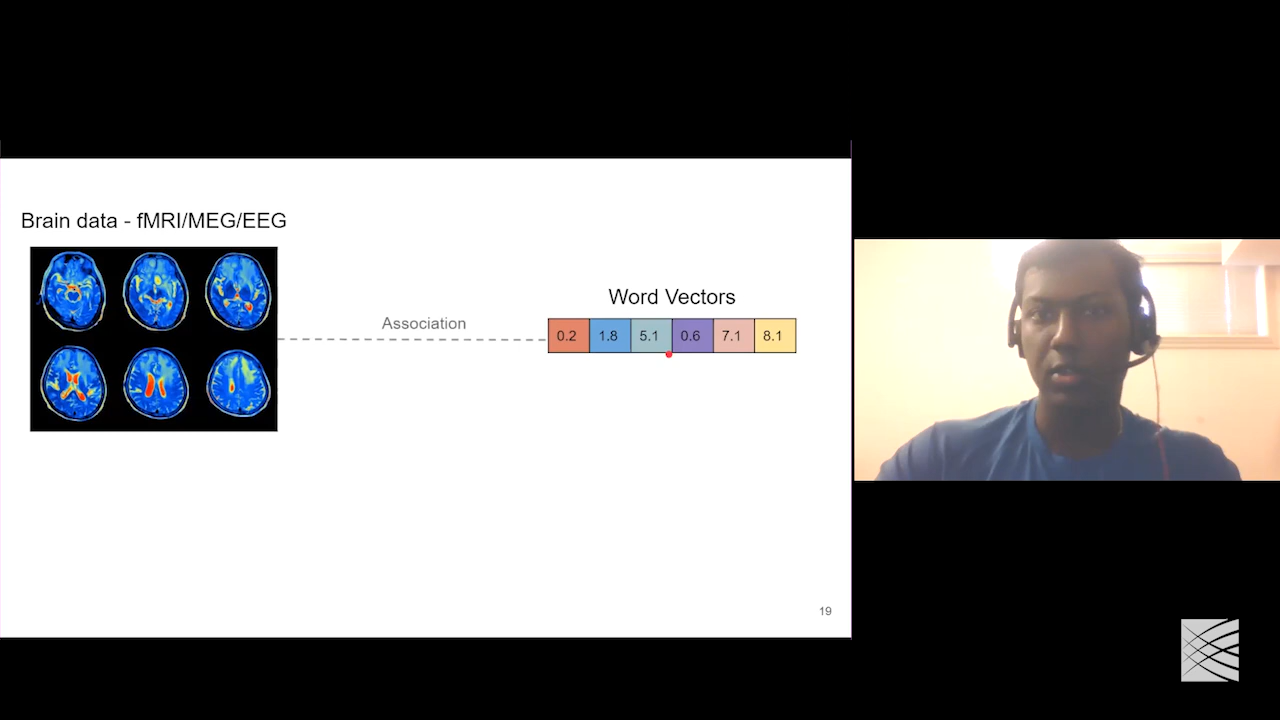 Brain data - fMRI/MEG/EEG
Word Vectors
Association
0.2 1.8 5.1 0.6 7.1 8.1
19